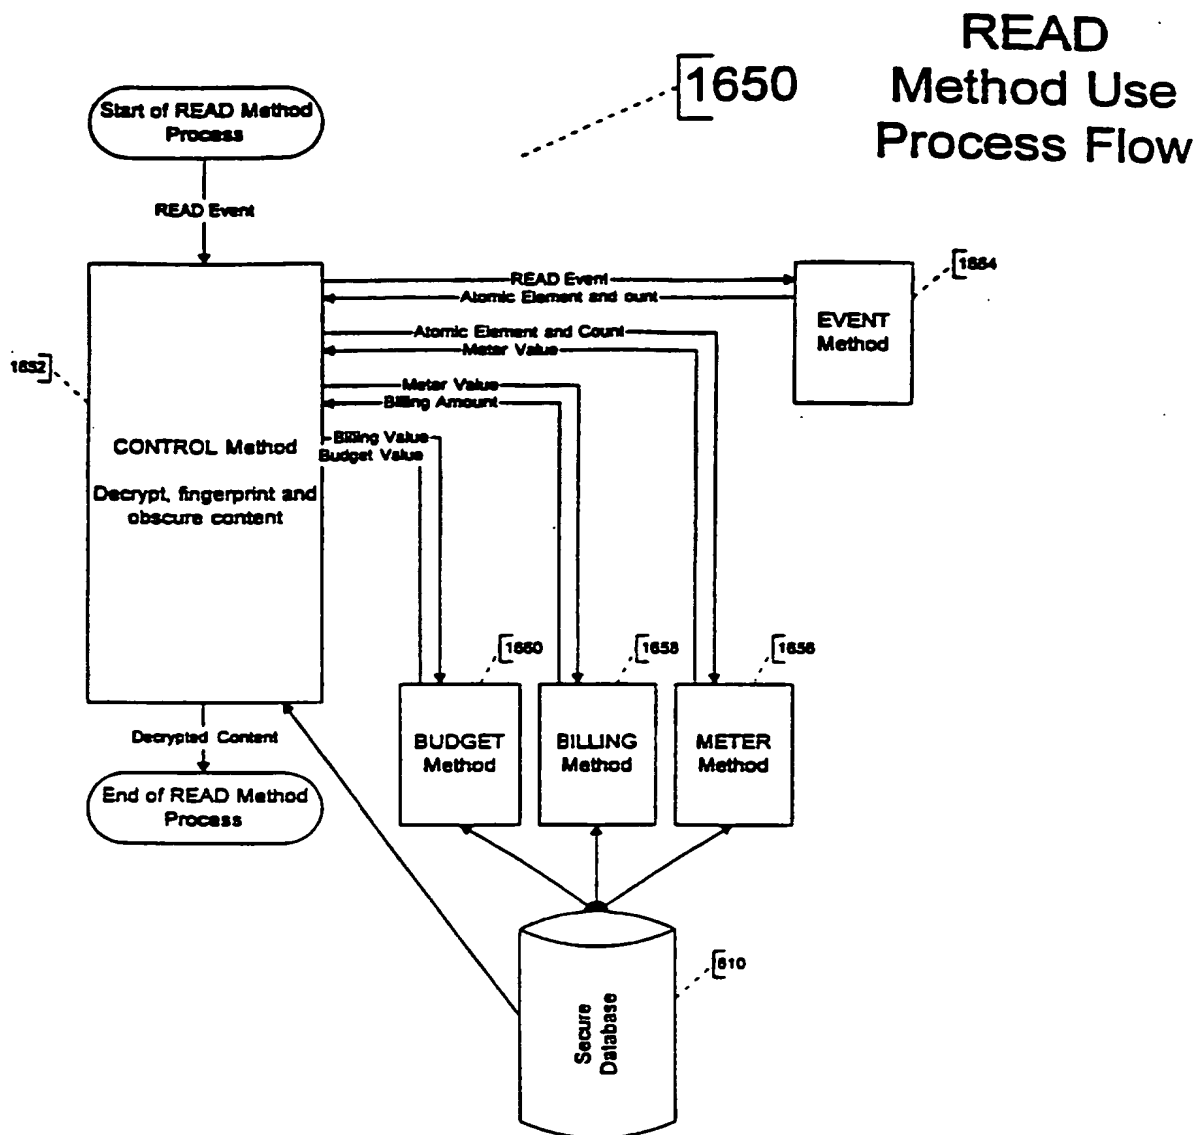 READ
Method Use
Process Flow
1650
Start of READ Method
Process
READ Event
READ Event
Atomic Element and ount
1654
EVENT
Method
Atomic Element and Count
Meter Value
1652
Meter Value
Billing Amount
Billing Value
Budget Value
CONTROL Method
Decrypt, fingerprint and
obscure content
1660
1658
1656
Decrypted Content
BUDGET
Method
BILLING
Method
METER
Method
End of READ Method
Process
610
Secure
Database